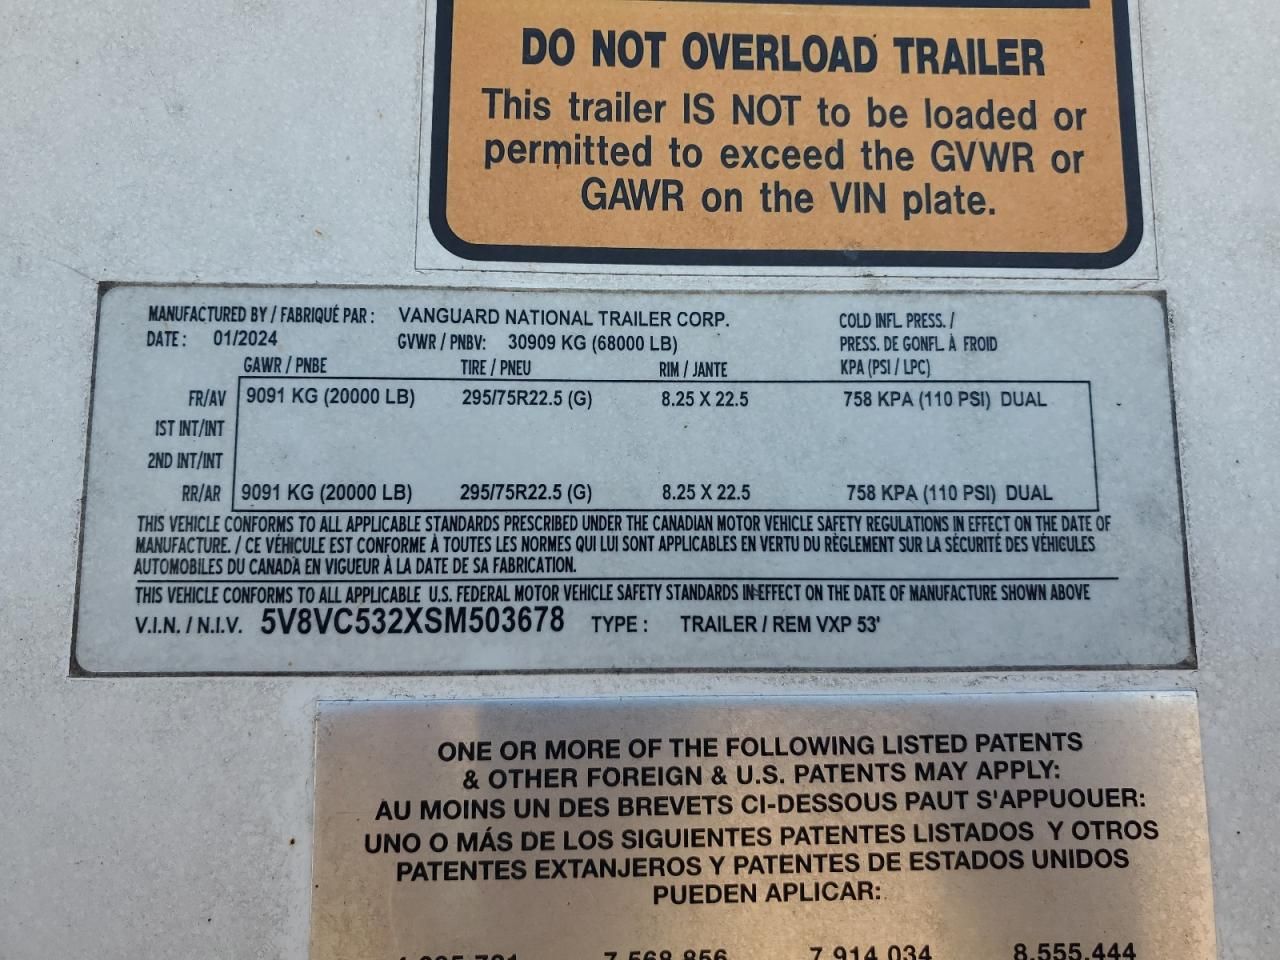 DO NOT OVERLOAD TRAILER
This trailer IS NOT to be loaded or
permitted to exceed the GVWR or
GAWR on the VIN plate.
MANUFACTURED BY / FABRIQUÉ PAR : VANGUARD NATIONAL TRAILER CORP. COLD INFL. PRESS. /
DATE : 01/2024 GVWR / PNBV: 30909 KG (68000 LB) PRESS. DE GONFL. À FROID
GAWR / PNBE TIRE / PNEU RIM / JANTE KPA (PSI / LPC)
FR/AV 9091 KG (20000 LB) 295/75R22.5 (G) 8.25 X 22.5 758 KPA (110 PSI) DUAL
1ST INT/INT
2ND INT/INT
RR/AR 9091 KG (20000 LB) 295/75R22.5 (G) 8.25 X 22.5 758 KPA (110 PSI) DUAL
THIS VEHICLE CONFORMS TO ALL APPLICABLE STANDARDS PRESCRIBED UNDER THE CANADIAN MOTOR VEHICLE SAFETY REGULATIONS IN EFFECT ON THE DATE OF
MANUFACTURE. / CE VÉHICULE EST CONFORME À TOUTES LES NORMES QUI LUI SONT APPLICABLES EN VERTU DU RÈGLEMENT SUR LA SÉCURITÉ DES VÉHICULES
AUTOMOBILES DU CANADA EN VIGUEUR À LA DATE DE SA FABRICATION.
THIS VEHICLE CONFORMS TO ALL APPLICABLE U.S. FEDERAL MOTOR VEHICLE SAFETY STANDARDS IN EFFECT ON THE DATE OF MANUFACTURE SHOWN ABOVE
V.I.N. / N.I.V. 5V8VC532XSM503678 TYPE : TRAILER / REM VXP 53'
ONE OR MORE OF THE FOLLOWING LISTED PATENTS
& OTHER FOREIGN & U.S. PATENTS MAY APPLY:
AU MOINS UN DES BREVETS CI-DESSOUS PAUT S'APPUOUER:
UNO O MÁS DE LOS SIGUIENTES PATENTES LISTADOS Y OTROS
PATENTES EXTANJEROS Y PATENTES DE ESTADOS UNIDOS
PUEDEN APLICAR:
7,568,856 7,914,034 8,555,444